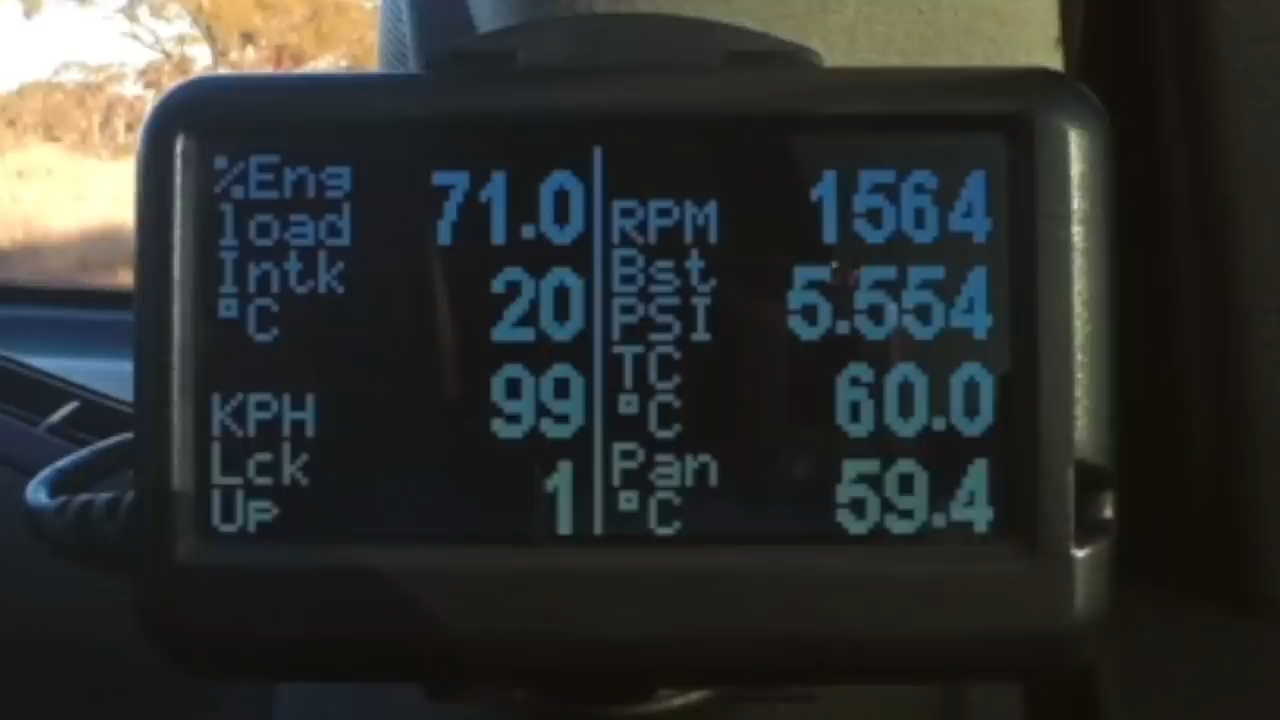 %Eng
load 71.0
Intk
°C 20
KPH 99
Lck
Up 1
RPM 1564
Bst
PSI 5.554
TC
°C 60.0
Pan
°C 59.4